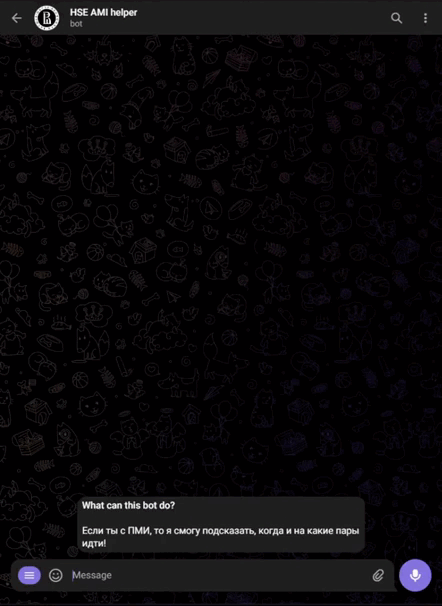 HSE AMI helper
bot
What can this bot do?
Если ты с ПМИ, то я смогу подсказать, когда и на какие пары
идти!
Message